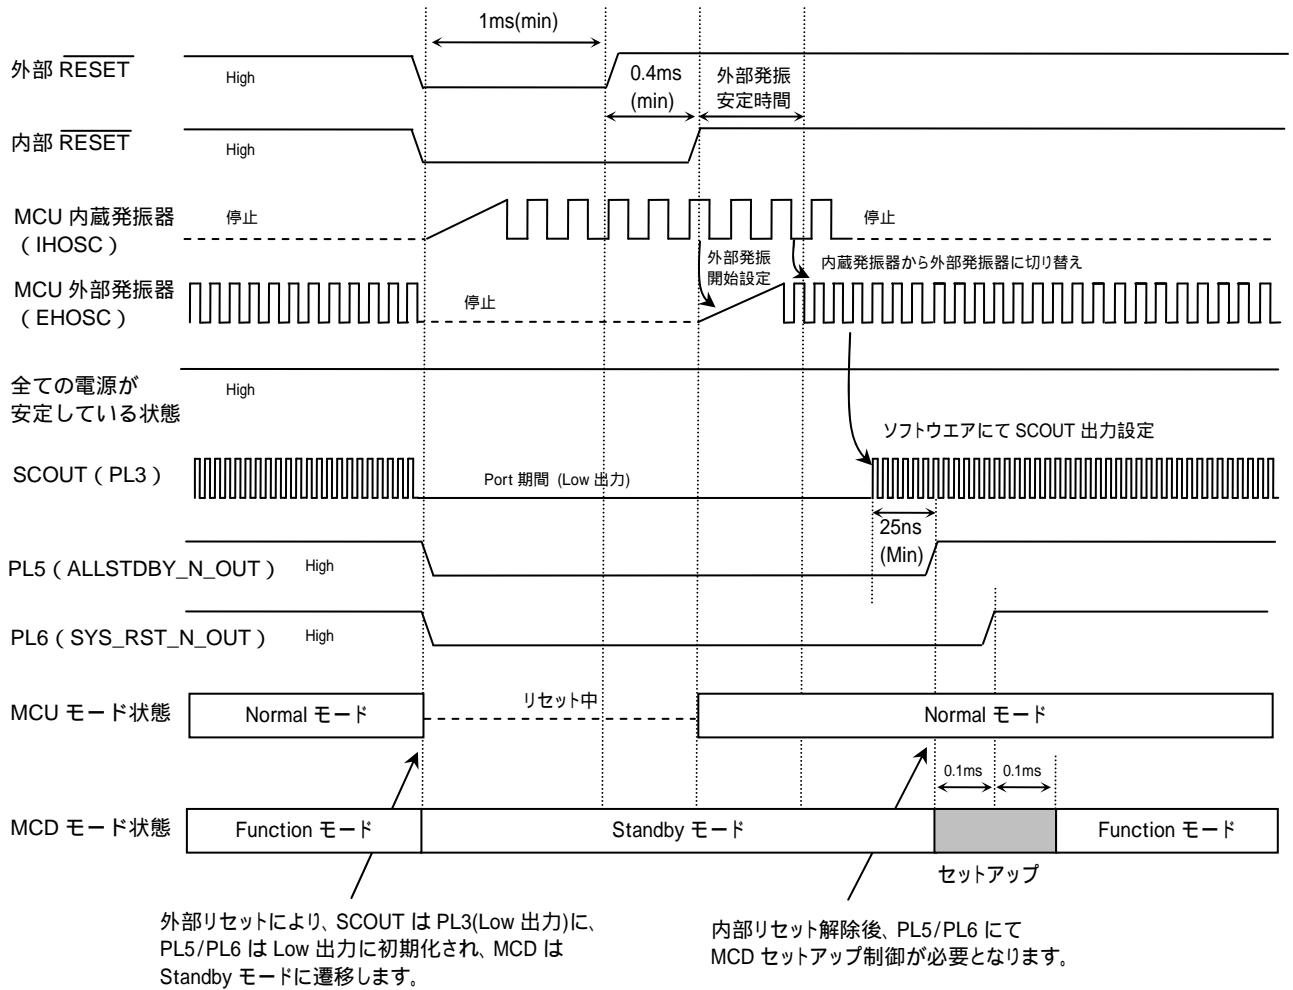 1ms(min)
外部 RESET
High
0.4ms
(min)
外部発振
安定時間
内部 RESET
High
MCU 内蔵発振器
（IHOSC）
停止
停止
外部発振
開始設定
内蔵発振器から外部発振器に切り替え
MCU 外部発振器
（EHOSC）
停止
全ての電源が
安定している状態
High
ソフトウエアにて SCOUT 出力設定
SCOUT（PL3）
Port 期間 (Low 出力)
25ns
(Min)
PL5（ALLSTDBY_N_OUT）
High
PL6（SYS_RST_N_OUT）
High
MCU モード状態
Normal モード
リセット中
Normal モード
0.1ms
0.1ms
MCD モード状態
Function モード
Standby モード
Function モード
セットアップ
外部リセットにより、SCOUT は PL3(Low 出力)に、
PL5/PL6 は Low 出力に初期化され、MCD は
Standby モードに遷移します。
内部リセット解除後、PL5/PL6 にて
MCD セットアップ制御が必要となります。